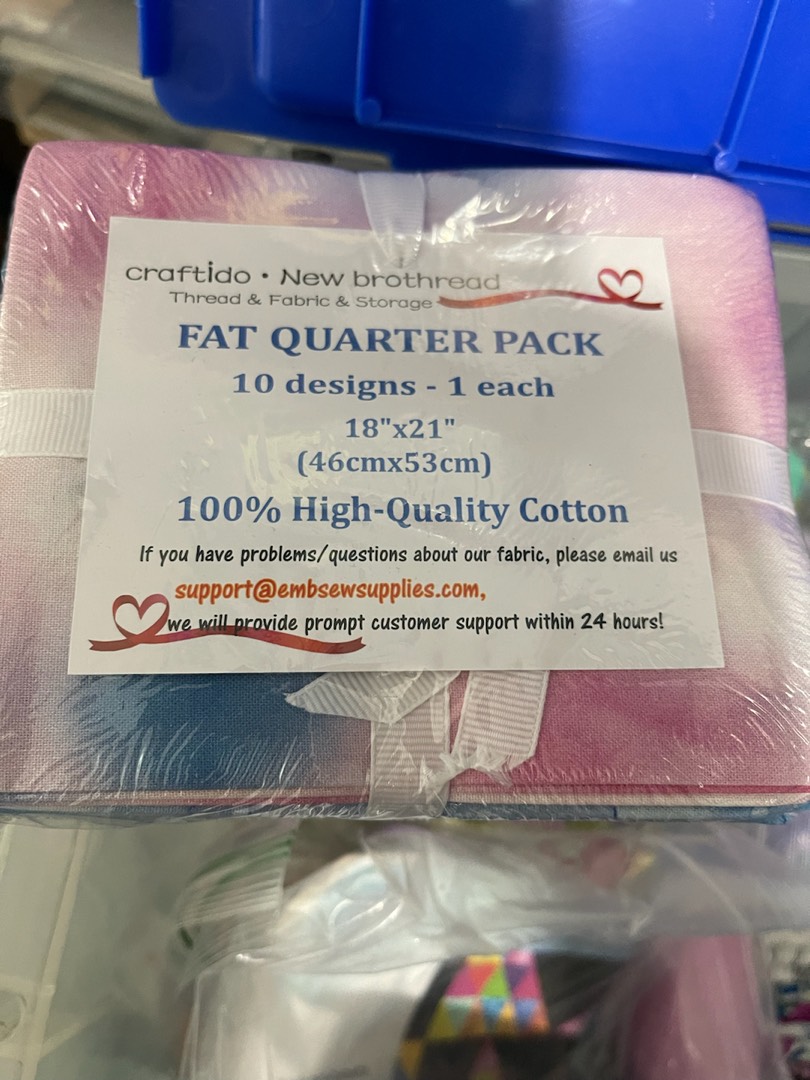 craftido • New brothread
Thread & Fabric & Storage
FAT QUARTER PACK
10 designs - 1 each
18"x21"
(46cmx53cm)
100% High-Quality Cotton
If you have problems/questions about our fabric, please email us
support@embsewsupplies.com,
we will provide prompt customer support within 24 hours!